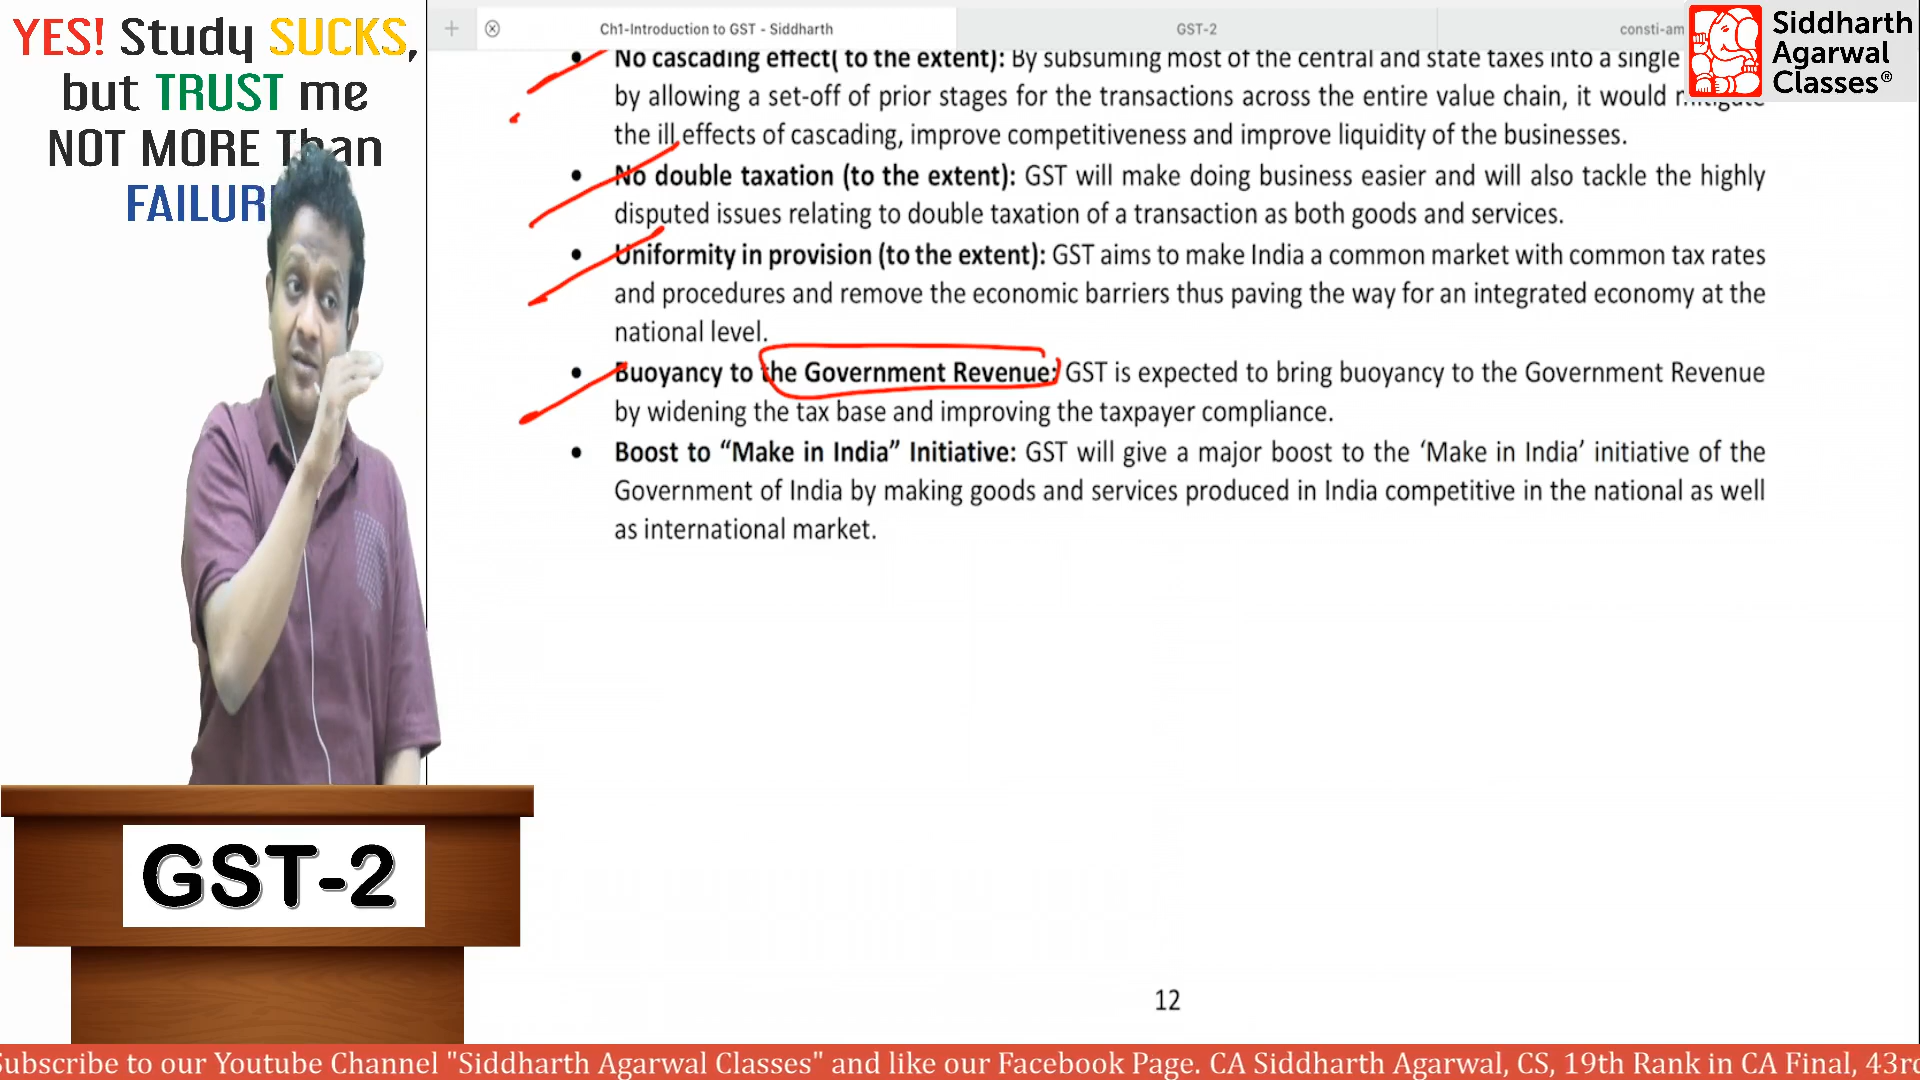 YES! Study SUCKS,
but TRUST me
NOT MORE Than
FAILUR
Ch1-Introduction to GST - Siddharth
GST-2
consti-am
Siddharth
Agarwal
Classes®
• No cascading effect( to the extent): By subsuming most of the central and state taxes into a single
by allowing a set-off of prior stages for the transactions across the entire value chain, it would mitigate
the ill effects of cascading, improve competitiveness and improve liquidity of the businesses.
• No double taxation (to the extent): GST will make doing business easier and will also tackle the highly
disputed issues relating to double taxation of a transaction as both goods and services.
• Uniformity in provision (to the extent): GST aims to make India a common market with common tax rates
and procedures and remove the economic barriers thus paving the way for an integrated economy at the
national level.
• Buoyancy to the Government Revenue: GST is expected to bring buoyancy to the Government Revenue
by widening the tax base and improving the taxpayer compliance.
• Boost to “Make in India” Initiative: GST will give a major boost to the ‘Make in India’ initiative of the
Government of India by making goods and services produced in India competitive in the national as well
as international market.
GST-2
12
Subscribe to our Youtube Channel "Siddharth Agarwal Classes" and like our Facebook Page. CA Siddharth Agarwal, CS, 19th Rank in CA Final, 43rd